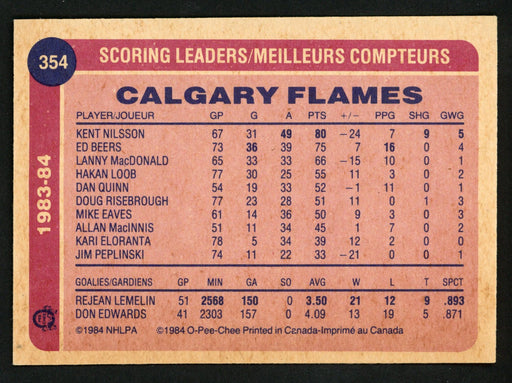 354
SCORING LEADERS/MEILLEURS COMPTEURS
1983-84
CALGARY FLAMES
PLAYER/JOUEUR GP G A PTS +/- PPG SHG GWG
KENT NILSSON 67 31 49 80 -24 7 9 5
ED BEERS 73 36 39 75 7 16 0 4
LANNY MacDONALD 65 33 33 66 -15 10 0 1
HAKAN LOOB 77 30 25 55 11 3 0 2
DAN QUINN 54 19 33 52 -1 11 0 1
DOUG RISEBROUGH 77 23 28 51 11 0 1 3
MIKE EAVES 61 14 36 50 9 3 0 3
ALLAN MacINNIS 51 11 34 45 1 7 0 2
KARI ELORANTA 78 5 34 39 12 2 0 0
JIM PEPLINSKI 74 11 22 33 -21 0 0 1
GOALIES/GARDIENS GP MIN GA SO AVG W L T SPCT
REJEAN LEMELIN 51 2568 150 0 3.50 21 12 9 .893
DON EDWARDS 41 2303 157 0 4.09 13 19 5 .871
©1984 NHLPA ©1984 O-Pee-Chee Printed in Canada-Imprimé au Canada